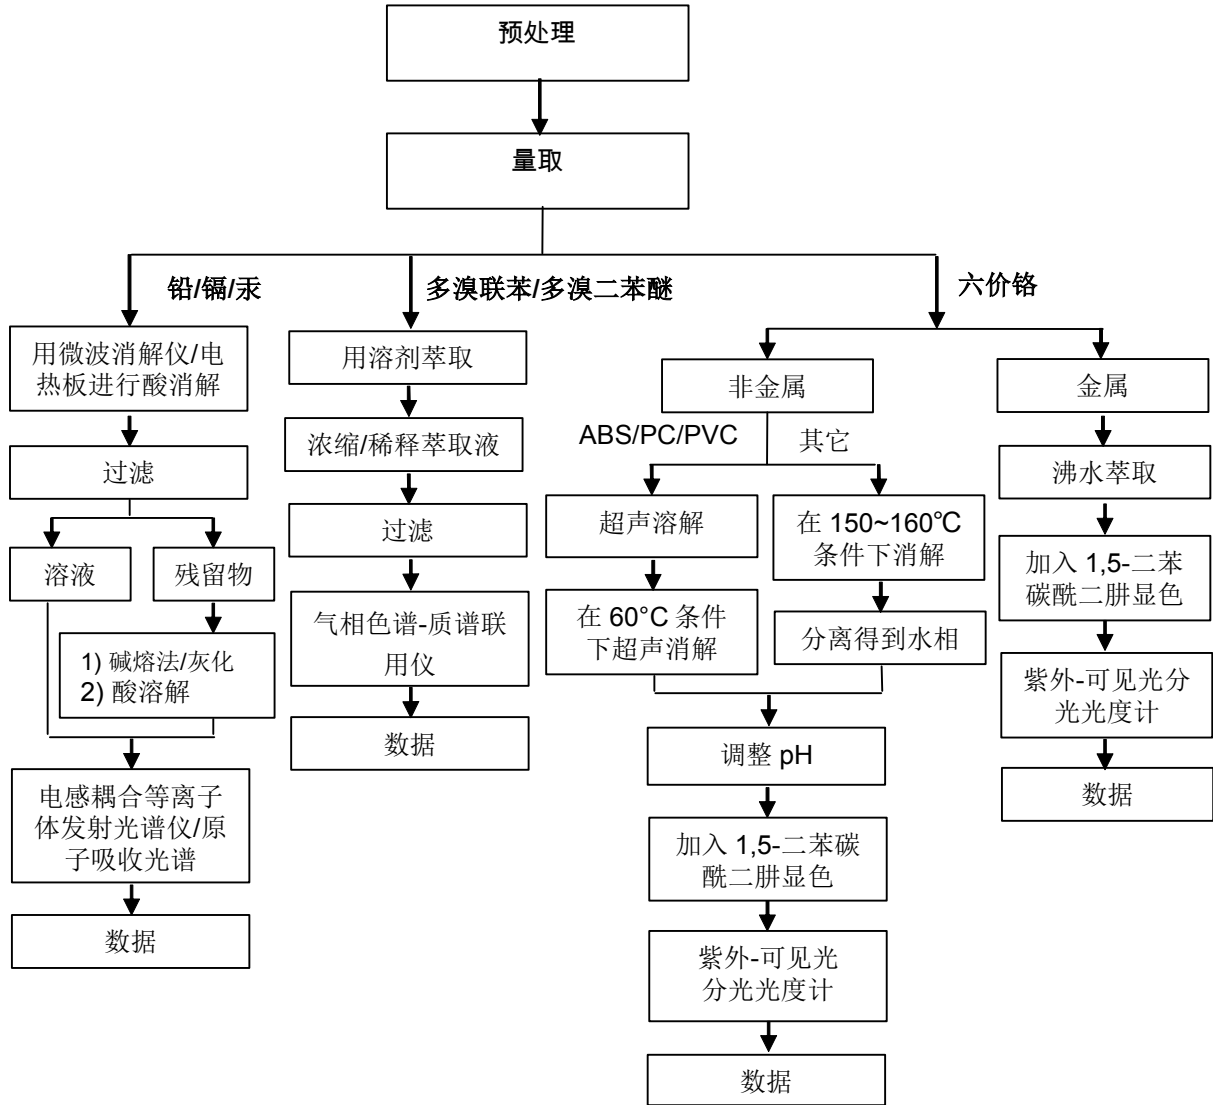 预处理
量取
铅/镉/汞
多溴联苯/多溴二苯醚
六价铬
用微波消解仪/电
热板进行酸消解
过滤
溶液
残留物
1) 碱熔法/灰化
2) 酸溶解
电感耦合等离子
体发射光谱仪/原
子吸收光谱
数据
用溶剂萃取
浓缩/稀释萃取液
过滤
气相色谱-质谱联
用仪
数据
非金属
ABS/PC/PVC
其它
超声溶解
在 60°C 条件
下超声消解
在 150~160℃
条件下消解
分离得到水相
调整 pH
加入 1,5-二苯碳
酰二肼显色
紫外-可见光
分光光度计
数据
金属
沸水萃取
加入 1,5-二苯
碳酰二肼显色
紫外-可见光分
光光度计
数据